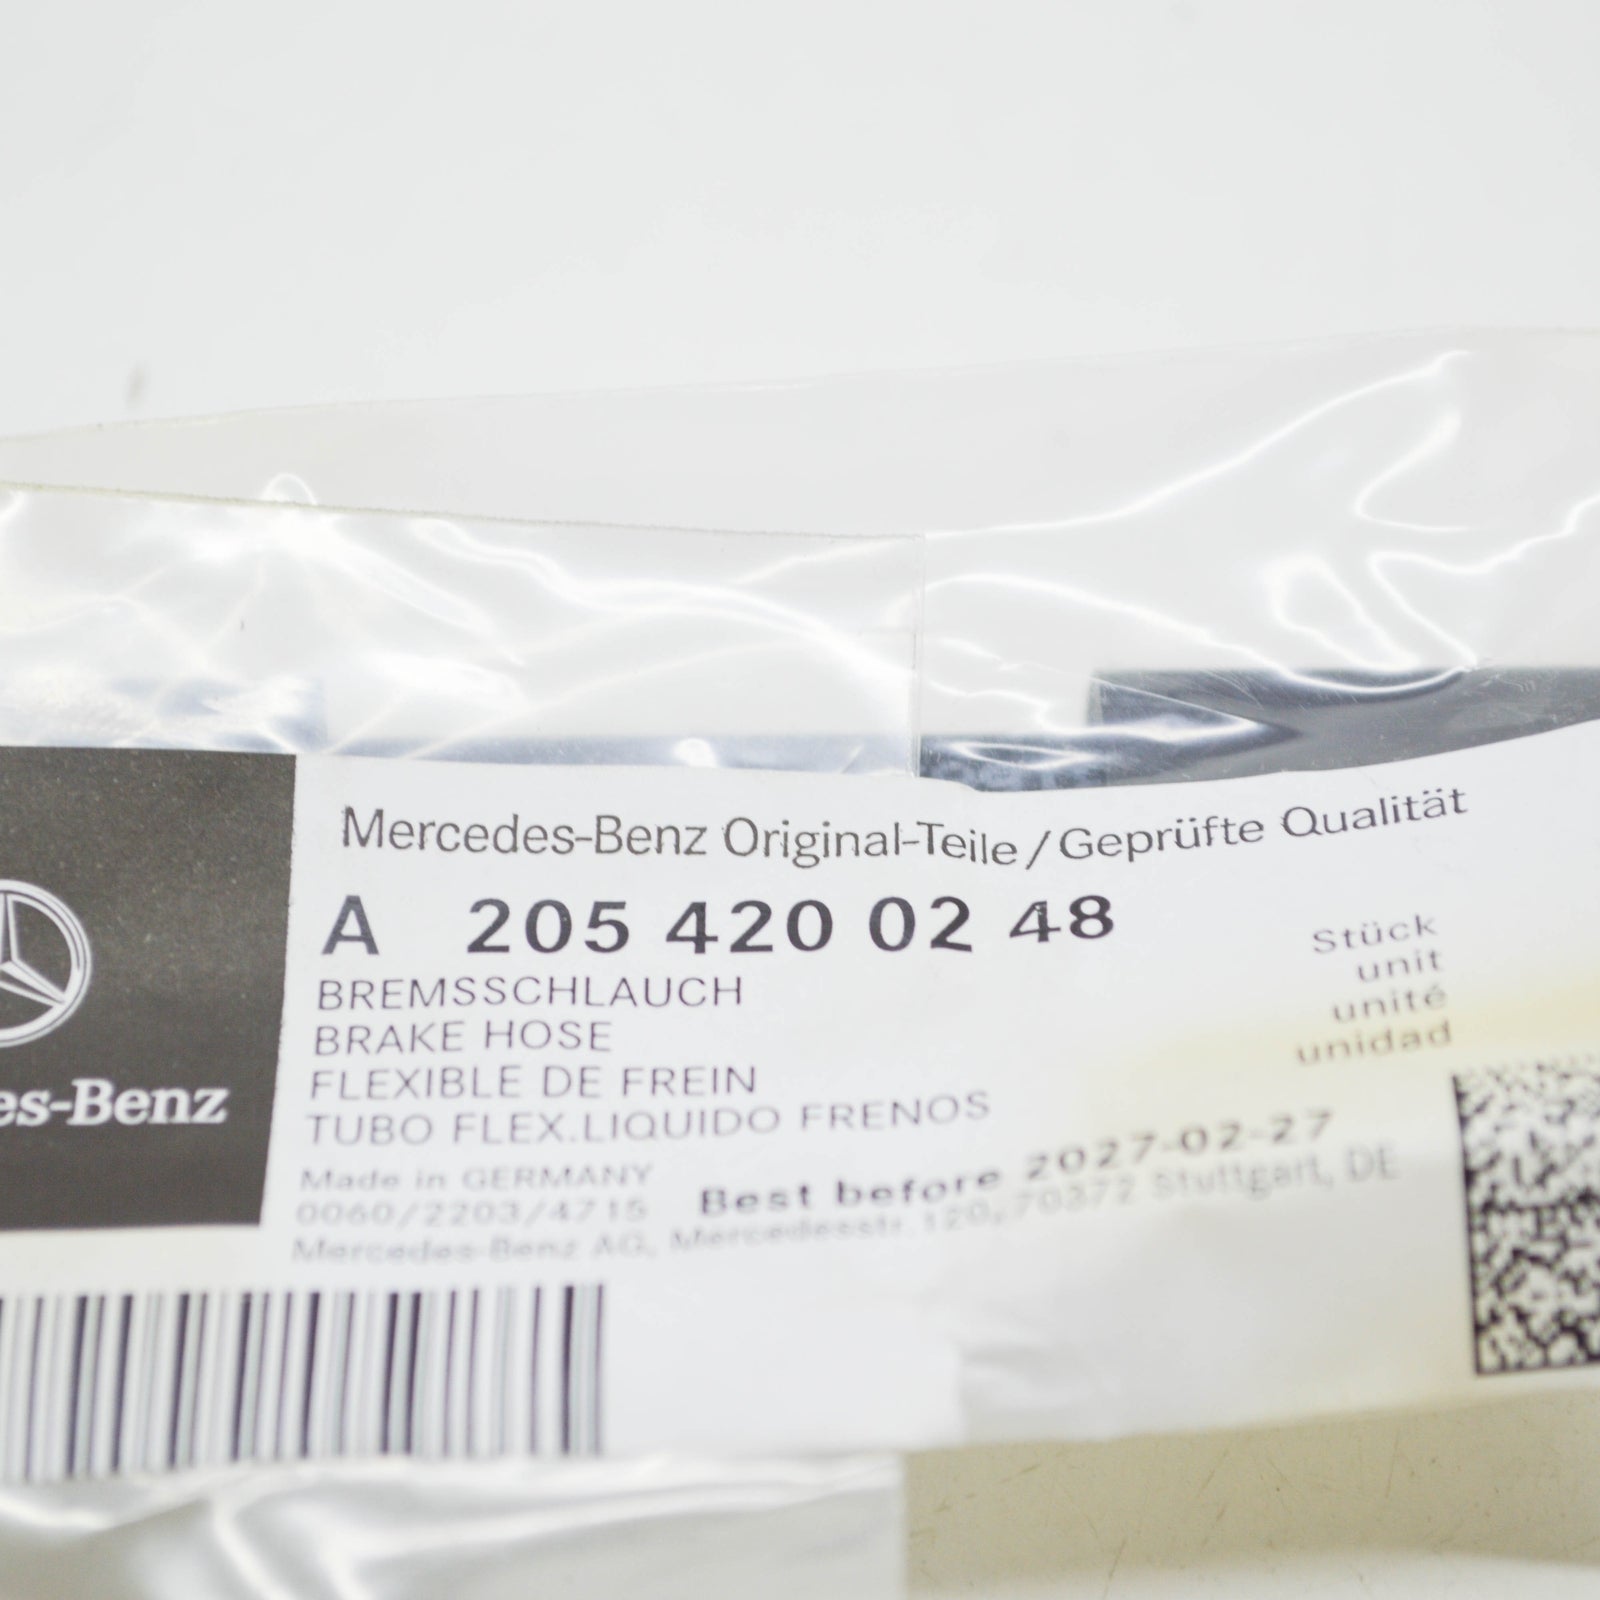 Mercedes-Benz Original-Teile/Geprüfte Qualität
A 205 420 02 48
BREMSSCHLAUCH
BRAKE HOSE
FLEXIBLE DE FREIN
TUBO FLEX.LIQUIDO FRENOS
Stück
unit
unité
unidad
Made in GERMANY
0060/2203/4715
Best before 2027-02-27
Mercedes-Benz AG, Mercedesstr.120, 70372 Stuttgart, DE
es-Benz